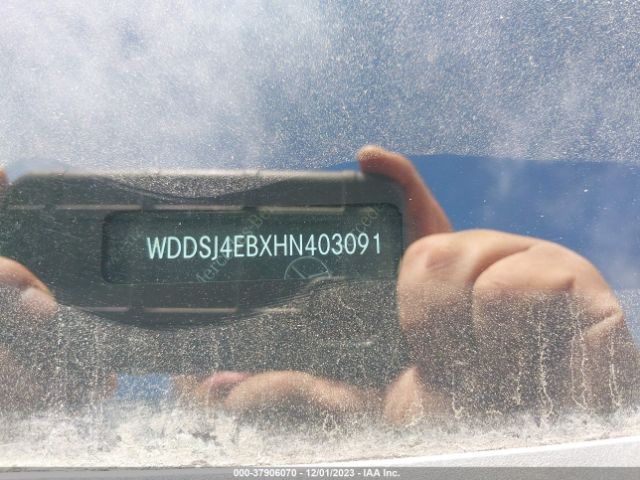 WDDSJ4EBXHN403091
000-37906070 • 12/01/2023 • IAA Inc.